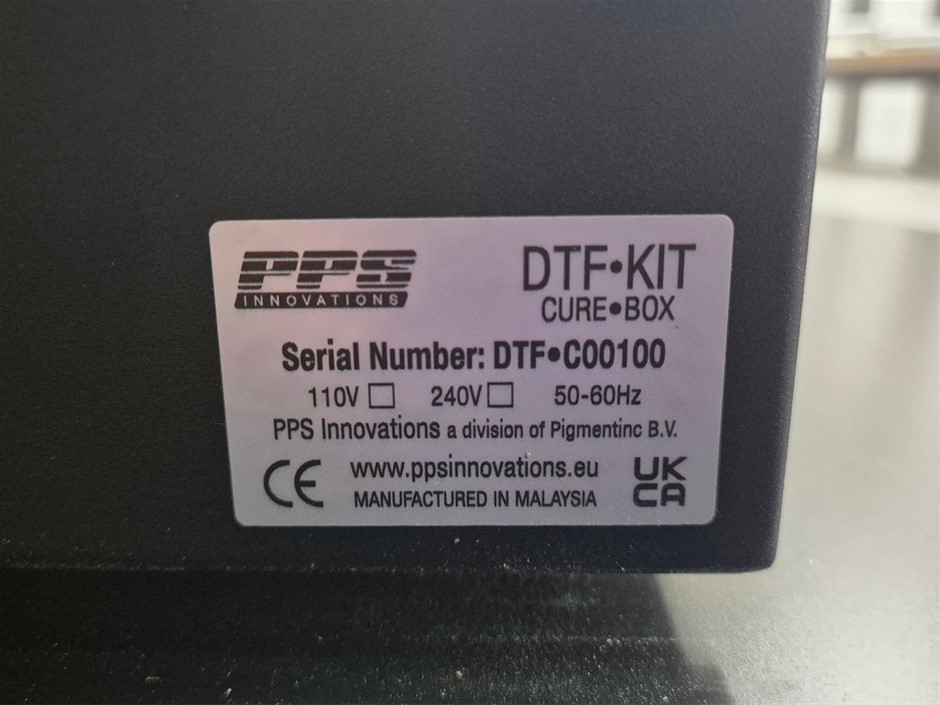 PPS
INNOVATIONS
DTF•KIT
CURE•BOX
Serial Number: DTF•C00100
110V □ 240V □ 50-60Hz
PPS Innovations a division of Pigmentinc B.V.
CE www.ppsinnovations.eu
MANUFACTURED IN MALAYSIA
UK
CA